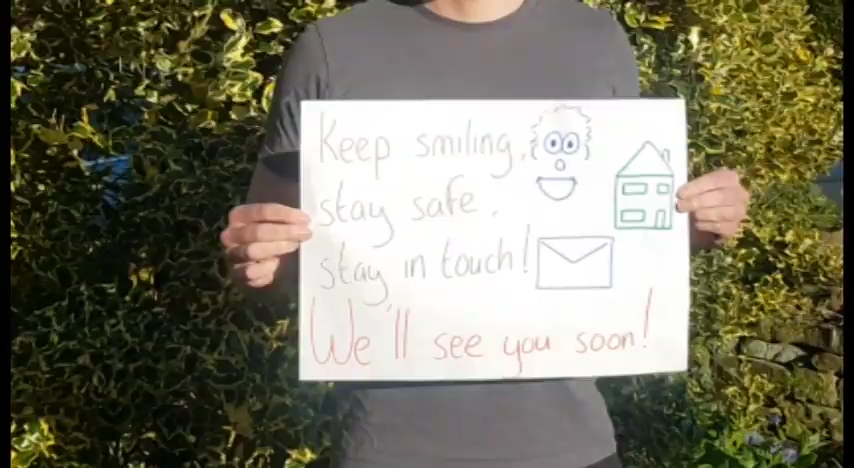 Keep smiling,
stay safe,
stay in touch!
We'll see you soon!